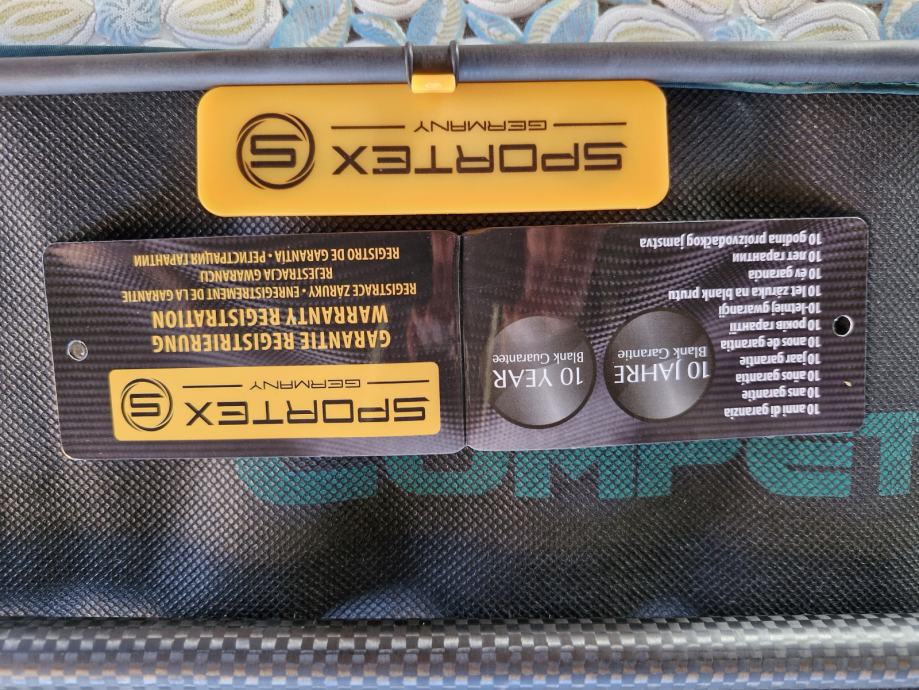 SPORTEX S
GERMANY
10 anni di garanzia
10 ans garantie
10 años garantia
10 jaar garantie
10 anos de garantia
10 років гарантії
10-letniej gwarancji
10 let záruka na blank prutu
10 év garancia
10 лет гарантии
10 godina proizvođačkog jamstva
10 JAHRE
Blank Garantie
10 YEAR
Blank Guarantee
SPORTEX S
GERMANY
GARANTIE REGISTRIERUNG
WARRANTY REGISTRATION
REGISTRACE ZÁRUKY • ENREGISTREMENT DE LA GARANTIE
REJESTRACJA GWARANCIJ
REGISTRO DE GARANTÍA • РЕГИСТРАЦИЯ ГАРАНТИИ
COMPET